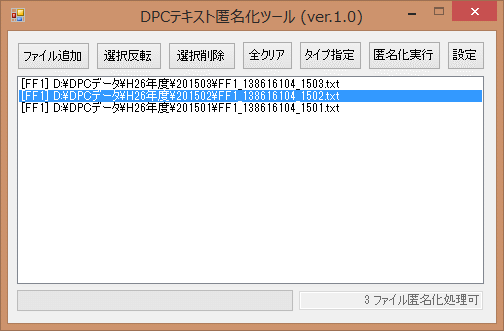 DPCテキスト匿名化ツール (ver.1.0)
ファイル追加 選択反転 選択削除 全クリア タイプ指定 匿名化実行 設定
[FF1] D:¥DPCデータ¥H26年度¥201503¥FF1_138616104_1503.txt
[FF1] D:¥DPCデータ¥H26年度¥201502¥FF1_138616104_1502.txt
[FF1] D:¥DPCデータ¥H26年度¥201501¥FF1_138616104_1501.txt
3 ファイル匿名化処理可